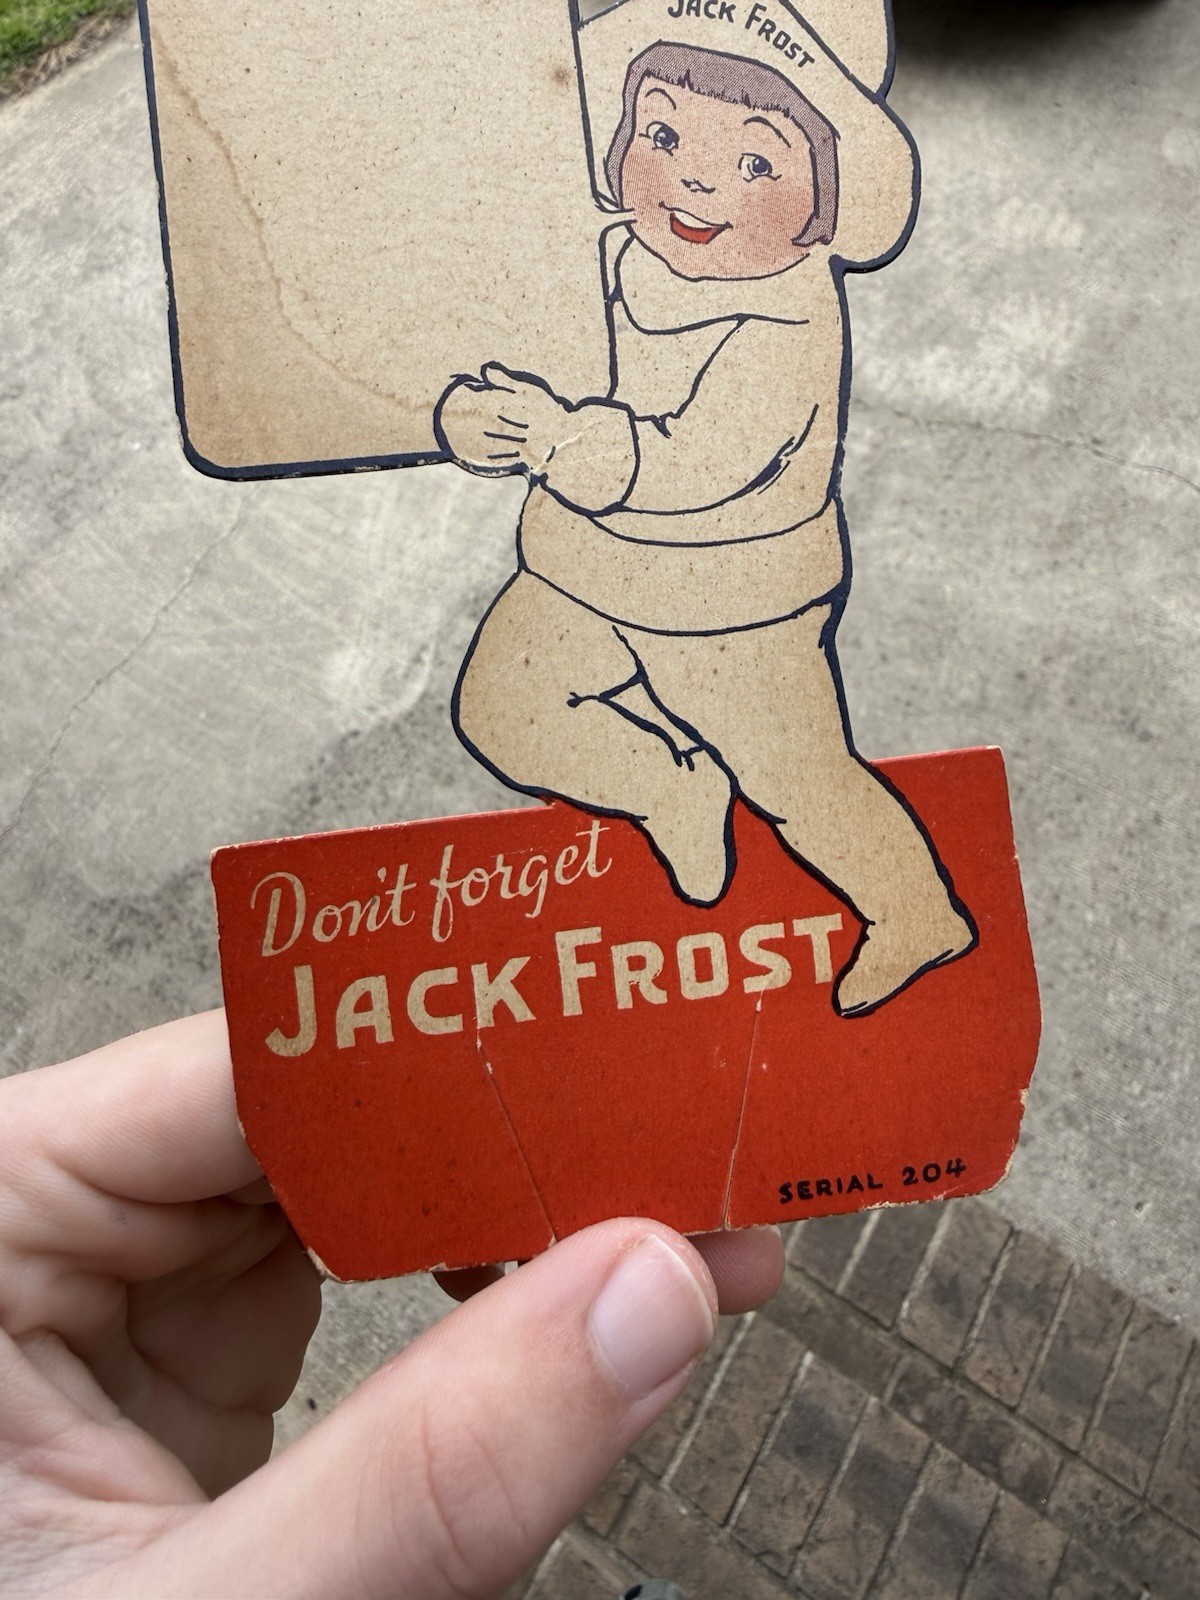 JACK FROST
Don't forget
JACK FROST
SERIAL 204